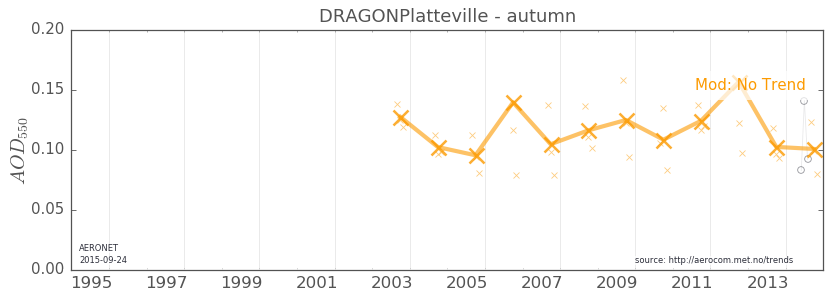 DRAGONPlatteville - autumn
0.20
0.15
0.10
0.05
0.00
AOD550
Mod: No Trend
AERONET
2015-09-24
source: http://aerocom.met.no/trends
1995 1997 1999 2001 2003 2005 2007 2009 2011 2013